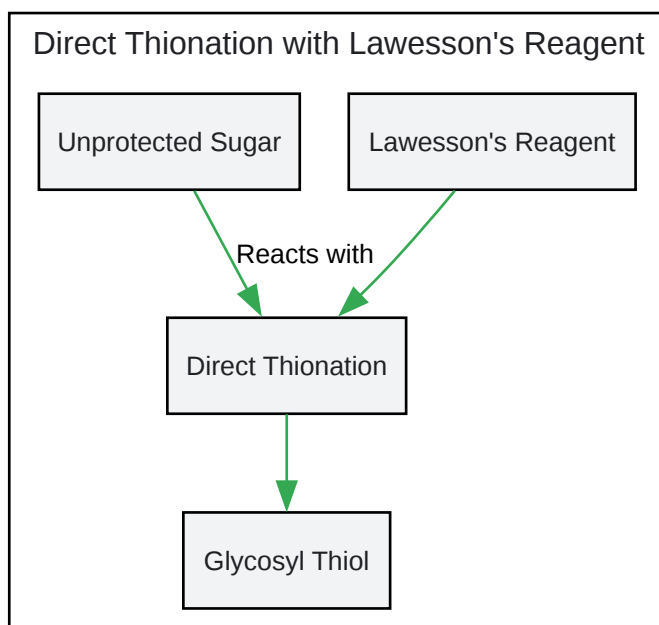 Direct Thionation with Lawesson's Reagent
Unprotected Sugar
Lawesson's Reagent
Reacts with
Direct Thionation
Glycosyl Thiol